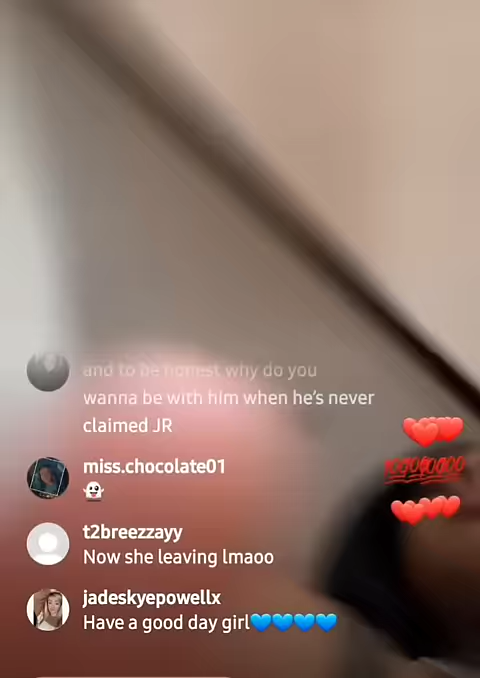 and to be honest why do you
wanna be with him when he's never
claimed JR
miss.chocolate01
👻
t2breezzayy
Now she leaving lmaoo
jadeskyepowellx
Have a good day girl💙💙💙💙